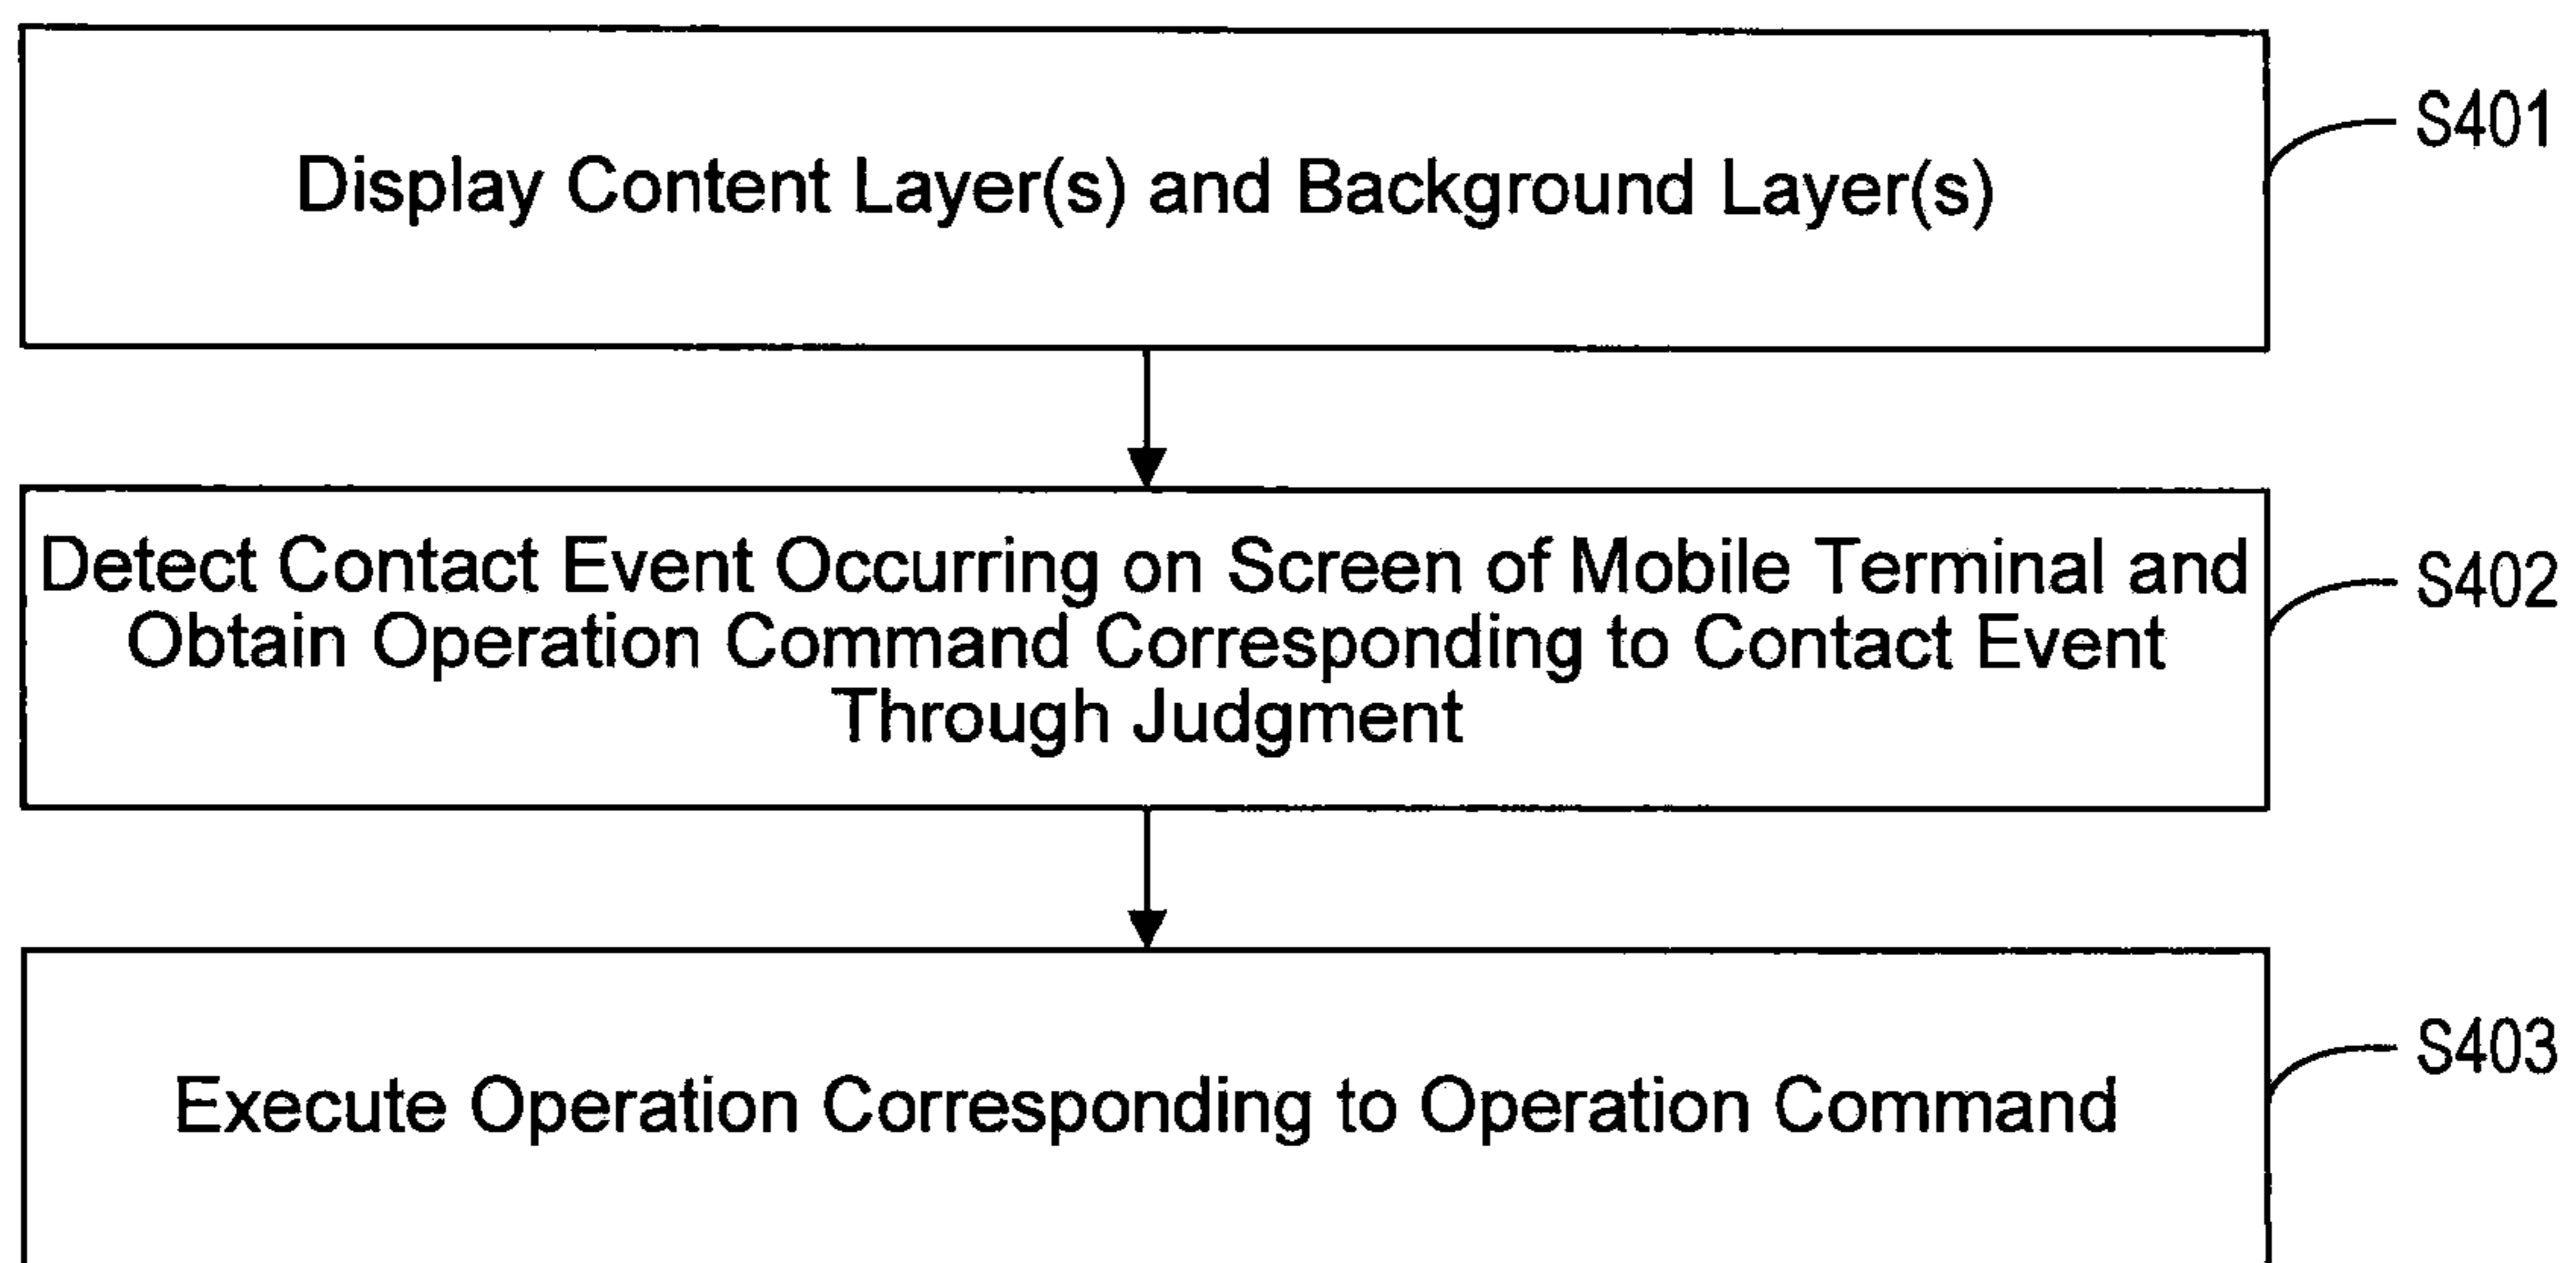 Display Content Layer(s) and Background Layer(s)
S401
Detect Contact Event Occurring on Screen of Mobile Terminal and
Obtain Operation Command Corresponding to Contact Event
Through Judgment
S402
Execute Operation Corresponding to Operation Command
S403